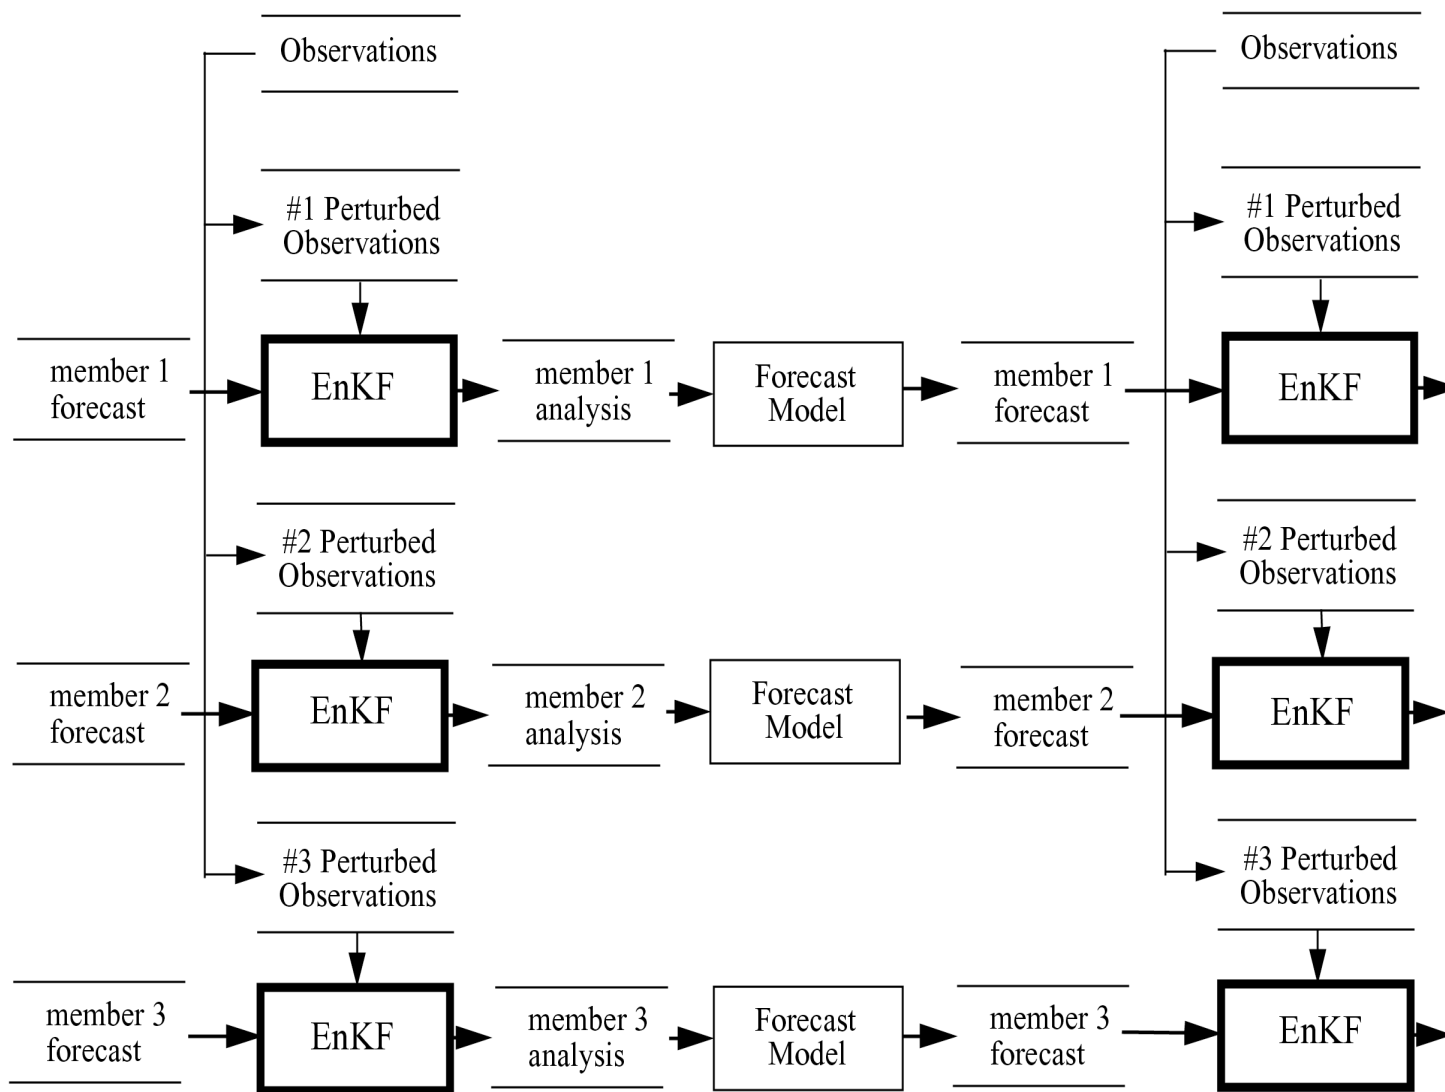 Observations
Observations
#1 Perturbed
Observations
#1 Perturbed
Observations
member 1
forecast
EnKF
member 1
analysis
Forecast
Model
member 1
forecast
EnKF
#2 Perturbed
Observations
#2 Perturbed
Observations
member 2
forecast
EnKF
member 2
analysis
Forecast
Model
member 2
forecast
EnKF
#3 Perturbed
Observations
#3 Perturbed
Observations
member 3
forecast
EnKF
member 3
analysis
Forecast
Model
member 3
forecast
EnKF